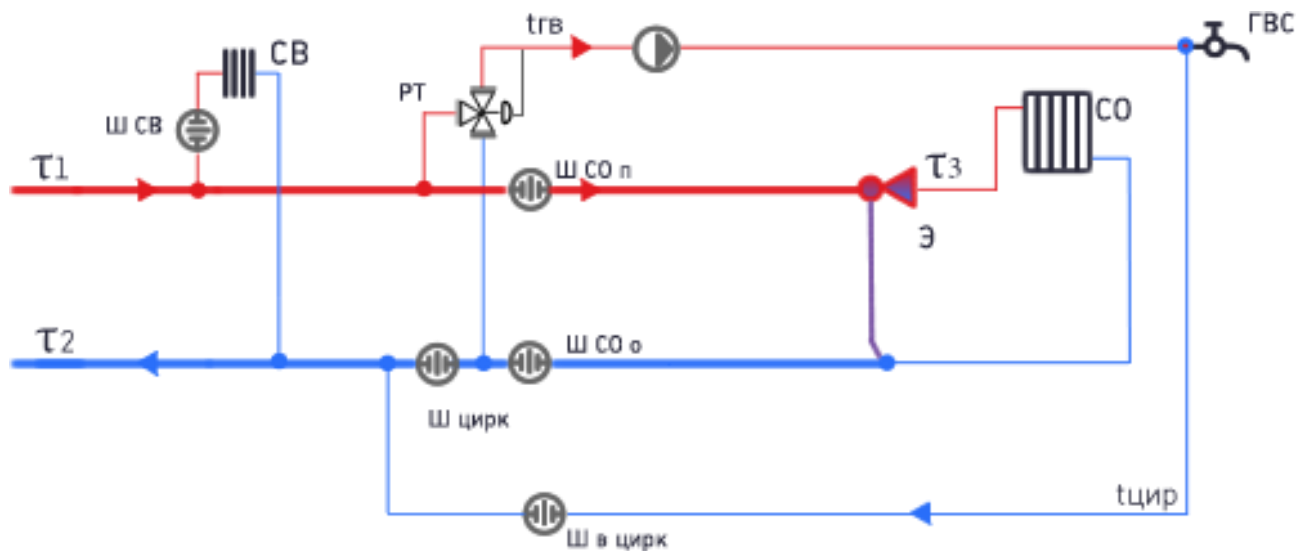 tгв
ГВС
СВ
РТ
СО
Ш СВ
τ1
Ш СО п
τ3
Э
τ2
Ш СО о
Ш цирк
tцир
Ш в цирк